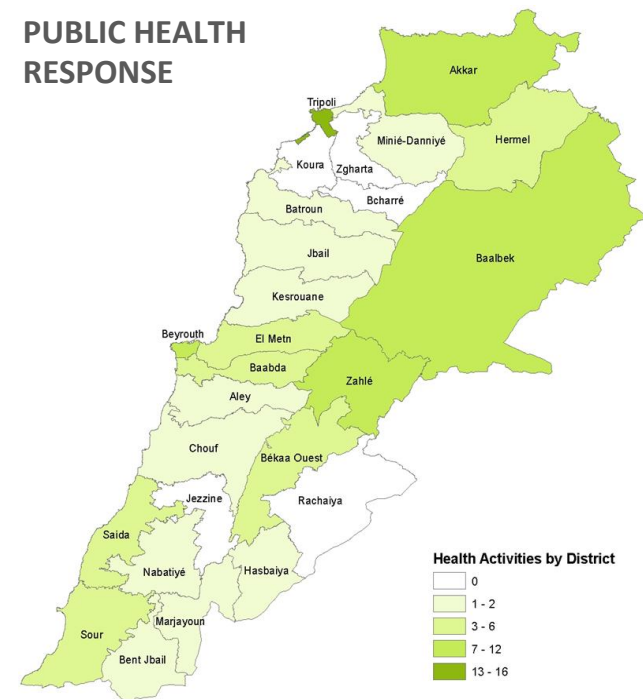 PUBLIC HEALTH
RESPONSE
Akkar
Tripoli
Minié-Danniyé
Hermel
Koura
Zgharta
Bcharré
Batroun
Jbail
Baalbek
Kesrouane
Beyrouth
El Metn
Baabda
Zahlé
Aley
Chouf
Békaa Ouest
Jezzine
Rachaiya
Saida
Nabatiyé
Hasbaiya
Marjayoun
Sour
Bent Jbail
Health Activities by District
0
1 - 2
3 - 6
7 - 12
13 - 16